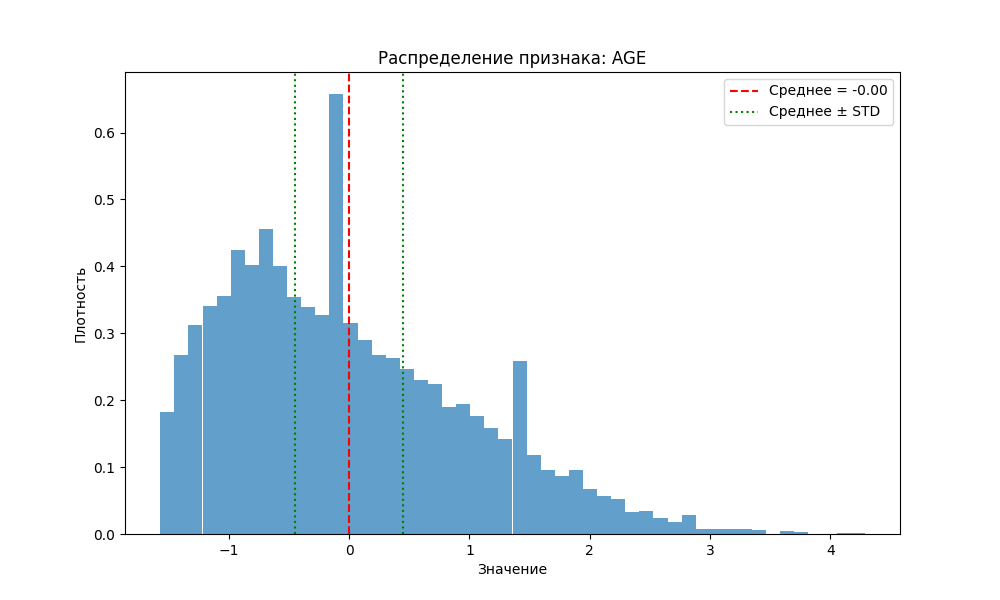 Распределение признака: AGE
Среднее = -0.00
Среднее ± STD
Плотность
0.6
0.5
0.4
0.3
0.2
0.1
0.0
−1 0 1 2 3 4
Значение